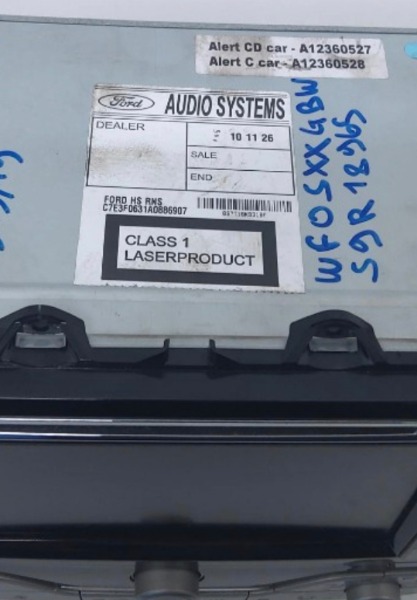 Alert CD car - A12360527
Alert C car - A12360528
Ford AUDIO SYSTEMS
DEALER
10 11 26
SALE
END
FORD HS RNS
C7E3F0631A0886907
CLASS 1
LASERPRODUCT
WF0SXXGBW
S9R18965